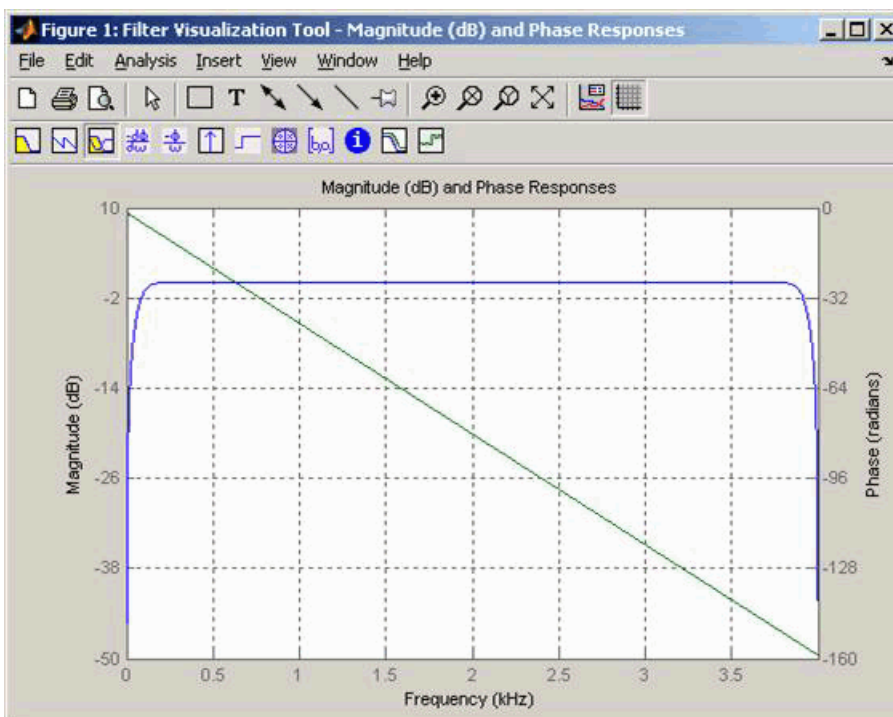 Figure 1: Filter Visualization Tool - Magnitude (dB) and Phase Responses
File Edit Analysis Insert View Window Help
T
[b,a] i
Magnitude (dB) and Phase Responses
10 0
-2 -32
-14 -64
-26 -96
-38 -128
-50 -160
Magnitude (dB)
Phase (radians)
0 0.5 1 1.5 2 2.5 3 3.5
Frequency (kHz)